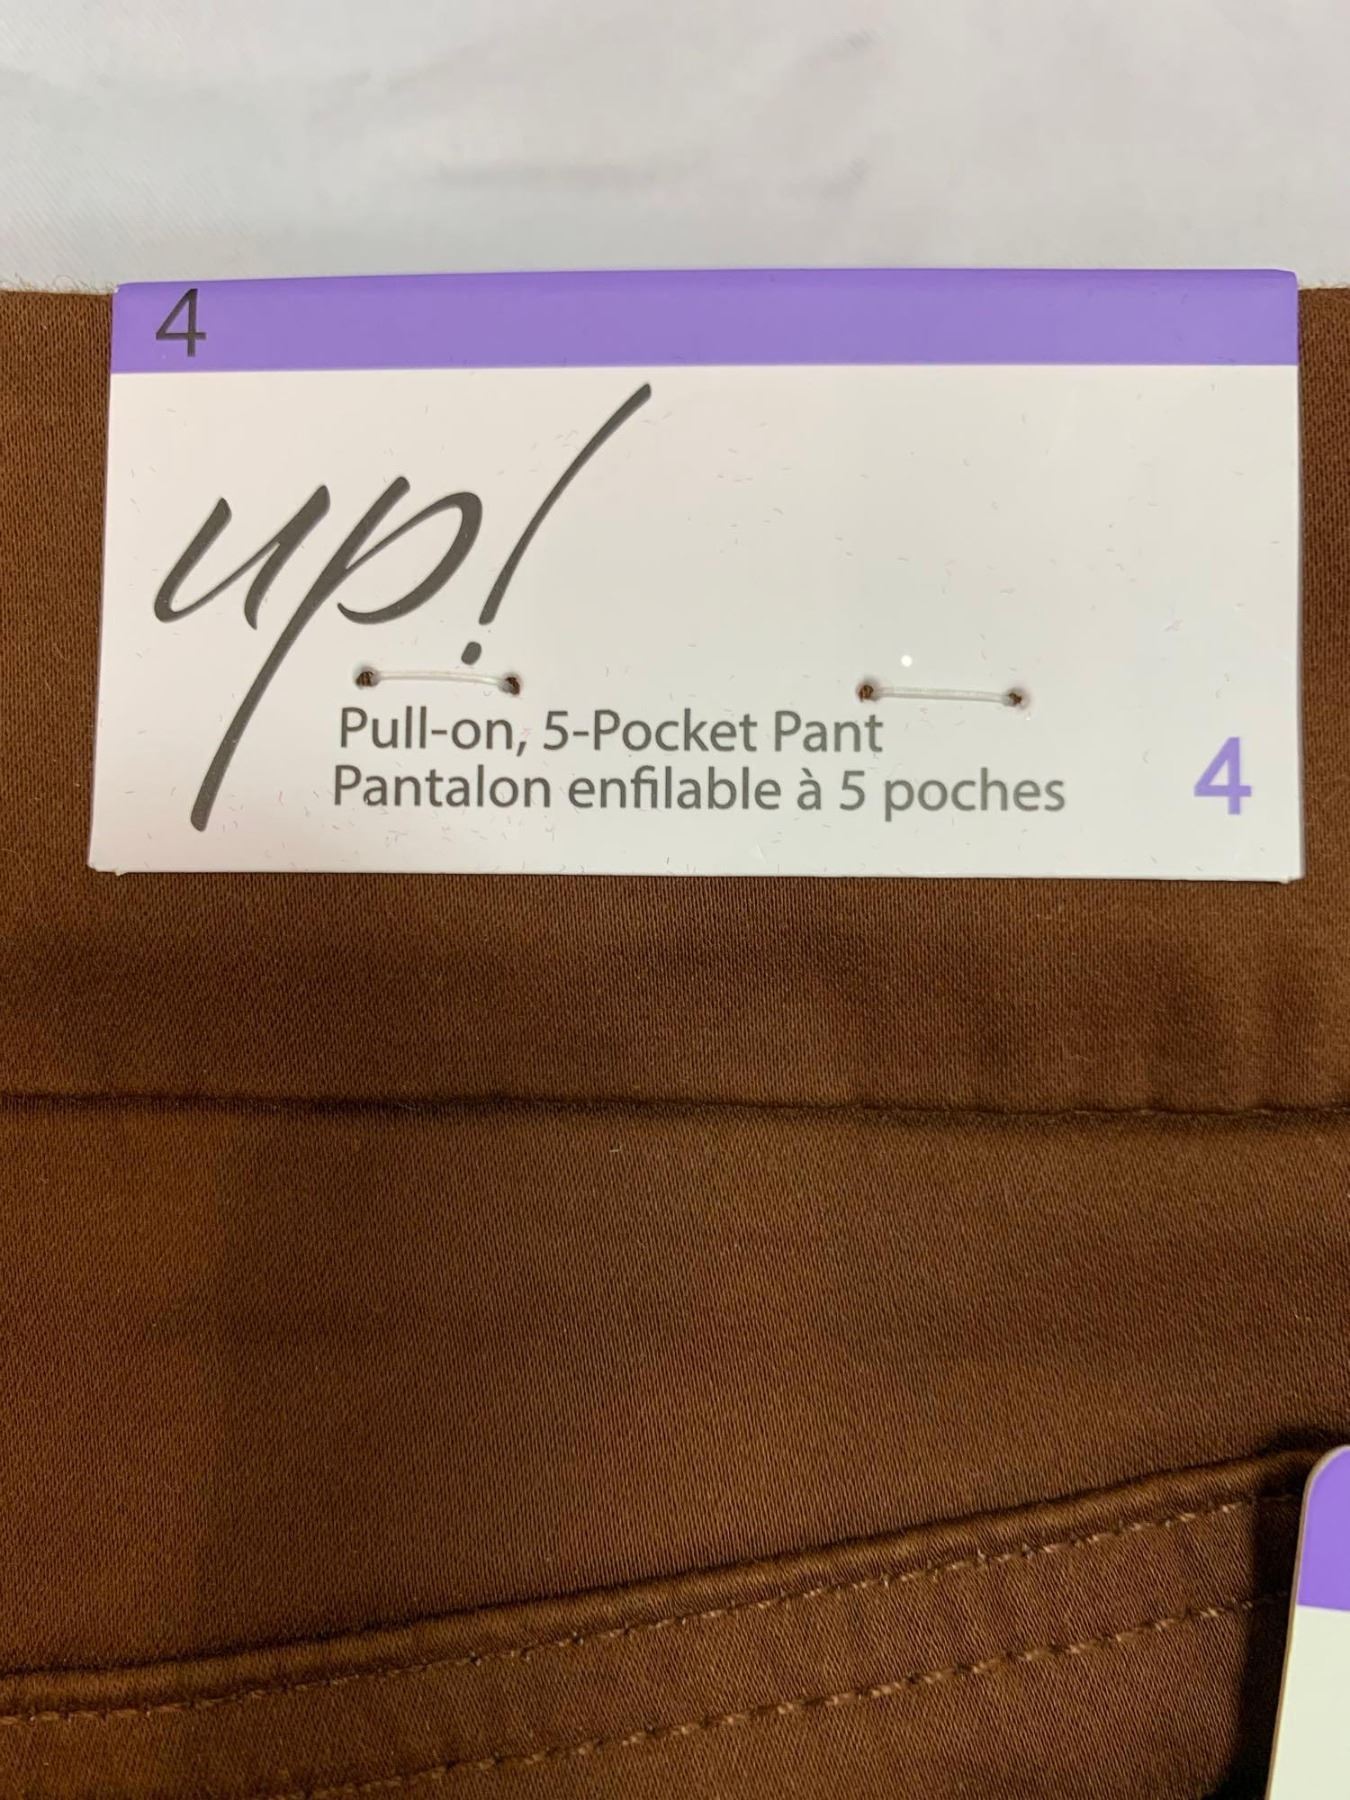 4
up!
Pull-on, 5-Pocket Pant
Pantalon enfilable à 5 poches
4